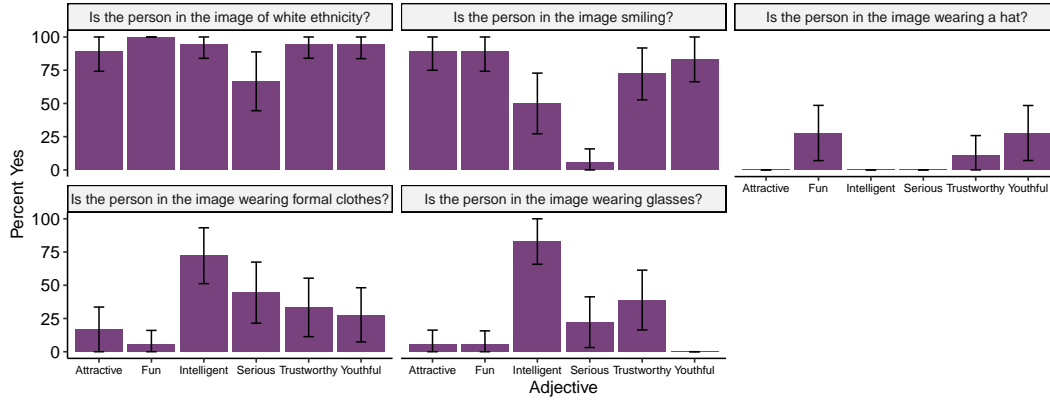 Is the person in the image of white ethnicity?
Is the person in the image smiling?
Is the person in the image wearing a hat?
100
75
50
25
0
Attractive Fun Intelligent Serious Trustworthy Youthful
Is the person in the image wearing formal clothes?
Is the person in the image wearing glasses?
100
75
50
25
0
Attractive Fun Intelligent Serious Trustworthy Youthful
Attractive Fun Intelligent Serious Trustworthy Youthful
Percent Yes
Adjective